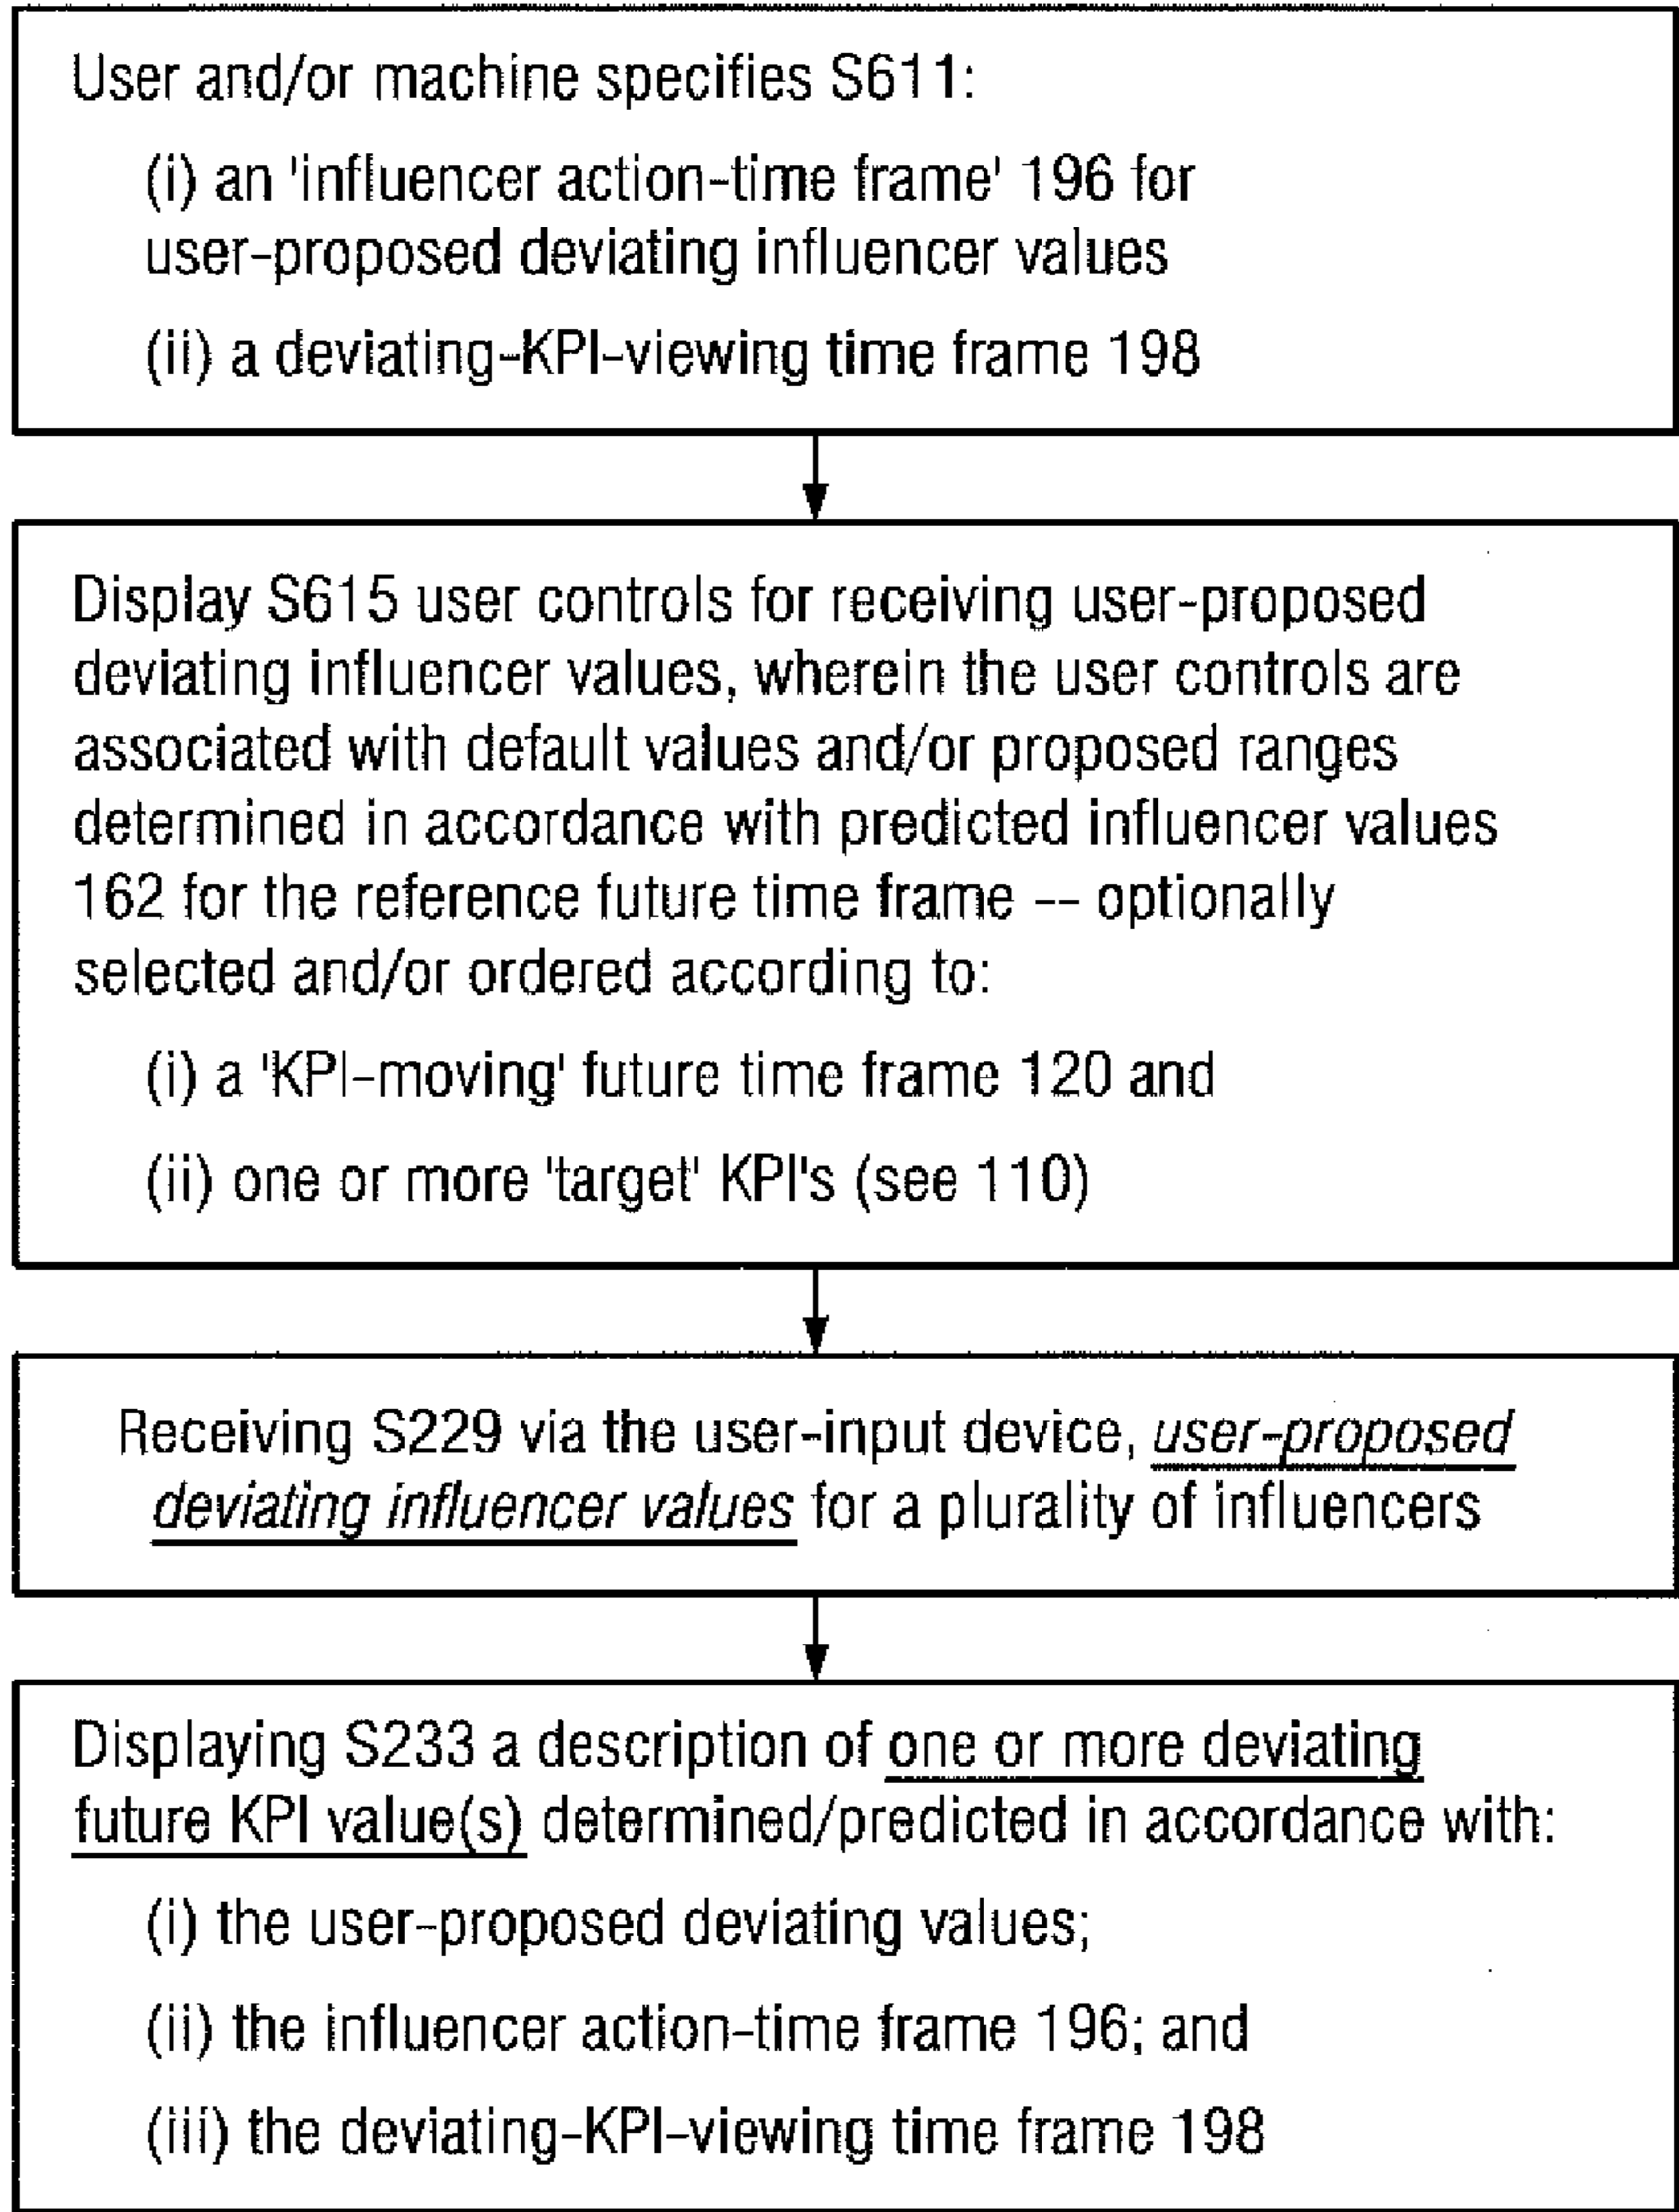 User and/or machine specifies S611:
(i) an 'influencer action-time frame' 196 for
user-proposed deviating influencer values
(ii) a deviating-KPI-viewing time frame 198
Display S615 user controls for receiving user-proposed
deviating influencer values, wherein the user controls are
associated with default values and/or proposed ranges
determined in accordance with predicted influencer values
162 for the reference future time frame -- optionally
selected and/or ordered according to:
(i) a 'KPI-moving' future time frame 120 and
(ii) one or more 'target' KPI's (see 110)
Receiving S229 via the user-input device, user-proposed
deviating influencer values for a plurality of influencers
Displaying S233 a description of one or more deviating
future KPI value(s) determined/predicted in accordance with:
(i) the user-proposed deviating values;
(ii) the influencer action-time frame 196; and
(iii) the deviating-KPI-viewing time frame 198